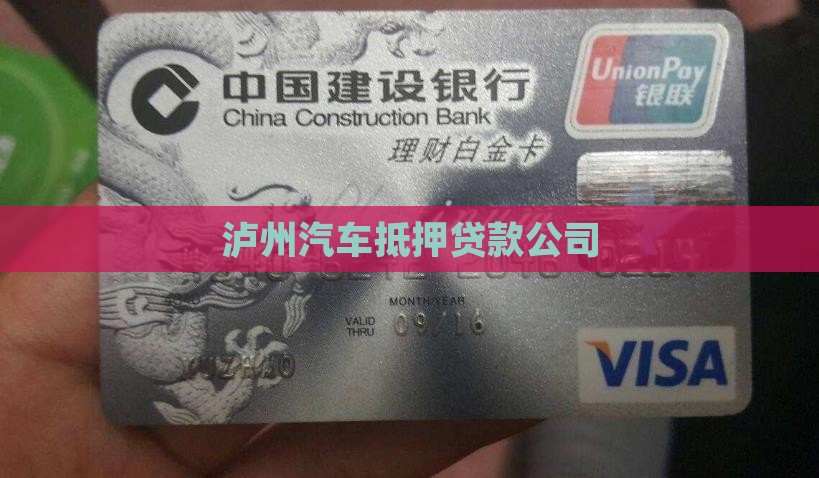 中国建设银行
China Construction Bank
理财白金卡
UnionPay
银联
泸州汽车抵押贷款公司
MONTH/YEAR
VALID
THRU
09/16
VISA